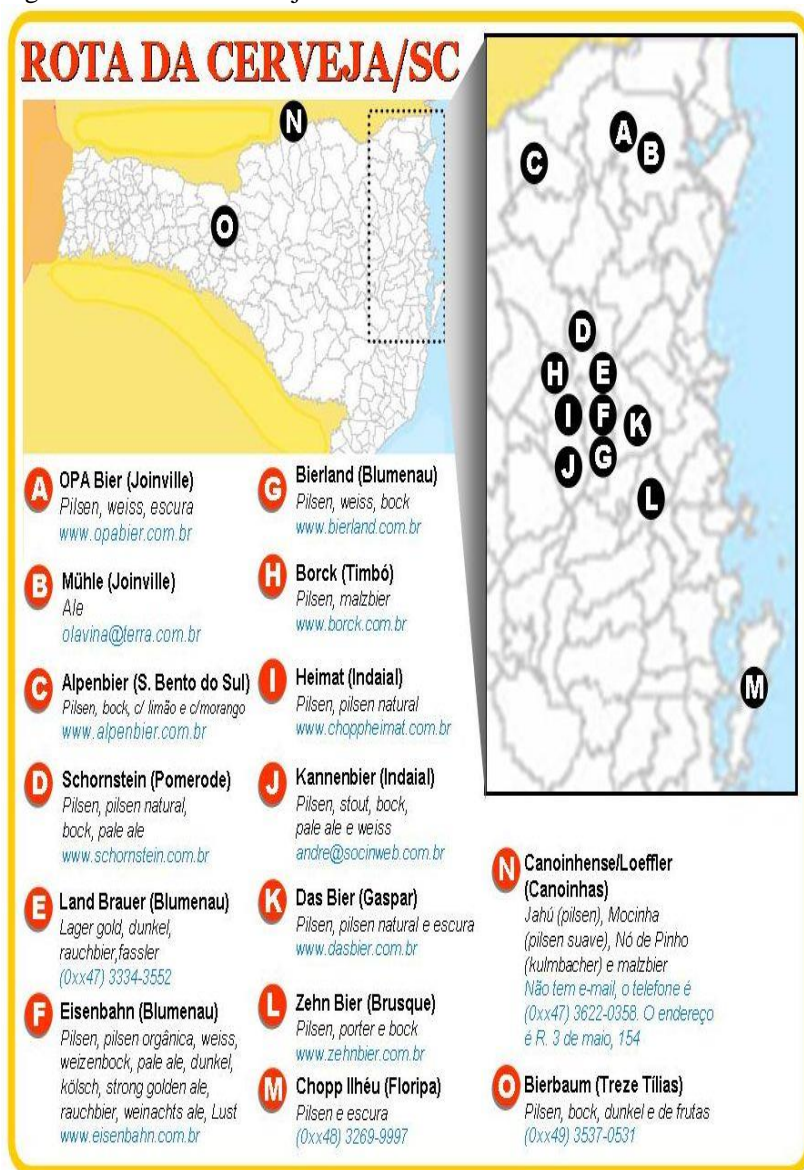 ROTA DA CERVEJA/SC
N
O
A
B
C
D
H
E
I
F
K
J
G
L
M
A
OPA Bier (Joinville)
Pilsen, weiss, escura
www.opabier.com.br
B
Mühle (Joinville)
Ale
olavina@terra.com.br
C
Alpenbier (S. Bento do Sul)
Pilsen, bock, c/ limão e c/morango
www.alpenbier.com.br
D
Schornstein (Pomerode)
Pilsen, pilsen natural,
bock, pale ale
www.schornstein.com.br
E
Land Brauer (Blumenau)
Lager gold, dunkel,
rauchbier,fassler
(0xx47) 3334-3552
F
Eisenbahn (Blumenau)
Pilsen, pilsen orgânica, weiss,
weizenbock, pale ale, dunkel,
kölsch, strong golden ale,
rauchbier, weinachts ale, Lust
www.eisenbahn.com.br
G
Bierland (Blumenau)
Pilsen, weiss, bock
www.bierland.com.br
H
Borck (Timbó)
Pilsen, malzbier
www.borck.com.br
I
Heimat (Indaial)
Pilsen, pilsen natural
www.choppheimat.com.br
J
Kannenbier (Indaial)
Pilsen, stout, bock,
pale ale e weiss
andre@socinweb.com.br
K
Das Bier (Gaspar)
Pilsen, pilsen natural e escura
www.dasbier.com.br
L
Zehn Bier (Brusque)
Pilsen, porter e bock
www.zehnbier.com.br
M
Chopp Ilhéu (Floripa)
Pilsen e escura
(0xx48) 3269-9997
N
Canoinhense/Loeffler
(Canoinhas)
Jahú (pilsen), Mocinha
(pilsen suave), Nó de Pinho
(kulmbacher) e malzbier
Não tem e-mail, o telefone é
(0xx47) 3622-0358. O endereço
é R. 3 de maio, 154
O
Bierbaum (Treze Tílias)
Pilsen, bock, dunkel e de frutas
(0xx49) 3537-0531